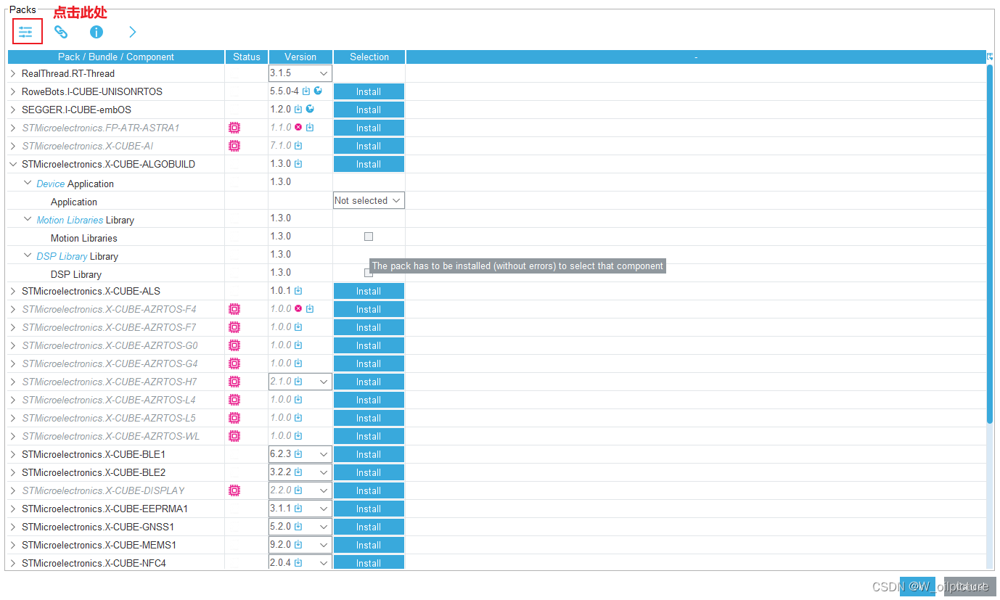 Packs 点击此处
Pack / Bundle / Component Status Version Selection -
RealThread.RT-Thread 3.1.5
RoweBots.I-CUBE-UNISONRTOS 5.5.0-4 Install
SEGGER.I-CUBE-embOS 1.2.0 Install
STMicroelectronics.FP-ATR-ASTRA1 1.1.0 Install
STMicroelectronics.X-CUBE-AI 7.1.0 Install
STMicroelectronics.X-CUBE-ALGOBUILD 1.3.0 Install
Device Application 1.3.0
Application Not selected
Motion Libraries Library 1.3.0
Motion Libraries 1.3.0
DSP Library Library 1.3.0
The pack has to be installed (without errors) to select that component
DSP Library 1.3.0
STMicroelectronics.X-CUBE-ALS 1.0.1 Install
STMicroelectronics.X-CUBE-AZRTOS-F4 1.0.0 Install
STMicroelectronics.X-CUBE-AZRTOS-F7 1.0.0 Install
STMicroelectronics.X-CUBE-AZRTOS-G0 1.0.0 Install
STMicroelectronics.X-CUBE-AZRTOS-G4 1.0.0 Install
STMicroelectronics.X-CUBE-AZRTOS-H7 2.1.0 Install
STMicroelectronics.X-CUBE-AZRTOS-L4 1.0.0 Install
STMicroelectronics.X-CUBE-AZRTOS-L5 1.0.0 Install
STMicroelectronics.X-CUBE-AZRTOS-WL 1.0.0 Install
STMicroelectronics.X-CUBE-BLE1 6.2.3 Install
STMicroelectronics.X-CUBE-BLE2 3.2.2 Install
STMicroelectronics.X-CUBE-DISPLAY 2.2.0 Install
STMicroelectronics.X-CUBE-EEPRMA1 3.1.1 Install
STMicroelectronics.X-CUBE-GNSS1 5.2.0 Install
STMicroelectronics.X-CUBE-MEMS1 9.2.0 Install
STMicroelectronics.X-CUBE-NFC4 2.0.4 Install
CSDN @W_oilpicture